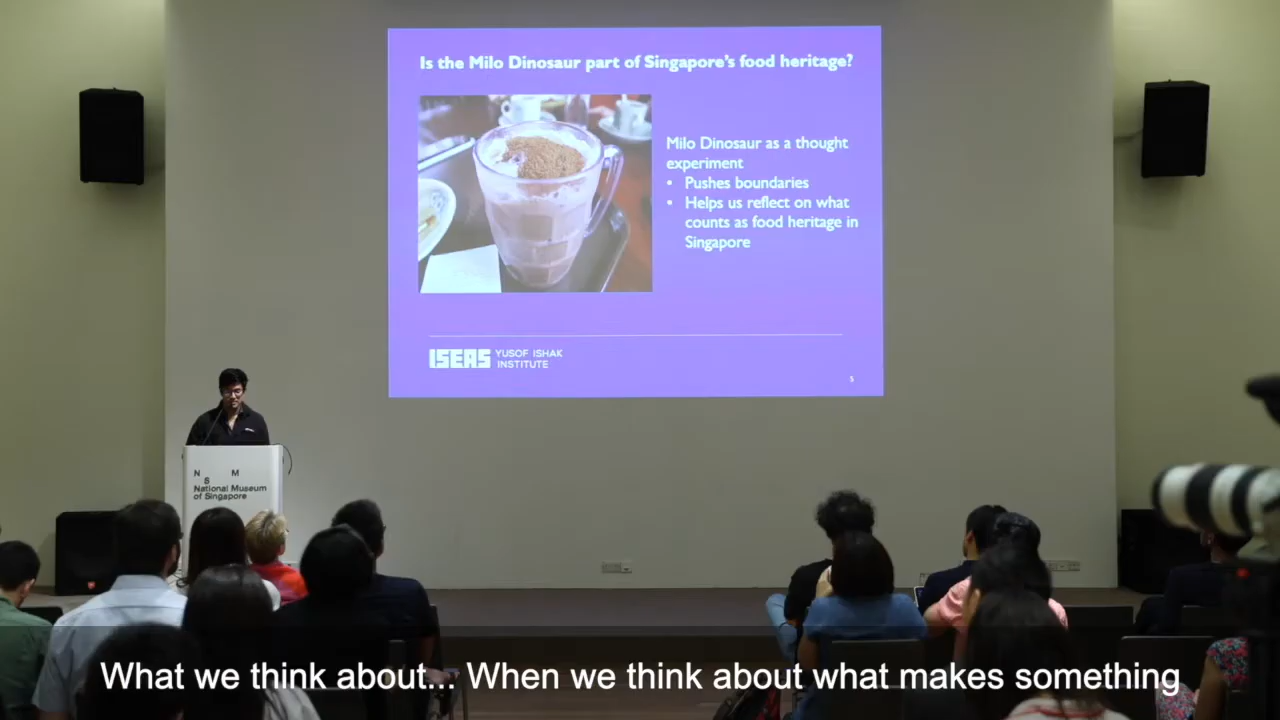 Is the Milo Dinosaur part of Singapore's food heritage?
Milo Dinosaur as a thought
experiment
• Pushes boundaries
• Helps us reflect on what
counts as food heritage in
Singapore
ISEAS YUSOF ISHAK
INSTITUTE
5
N M
S
National Museum
of Singapore
What we think about... When we think about what makes something